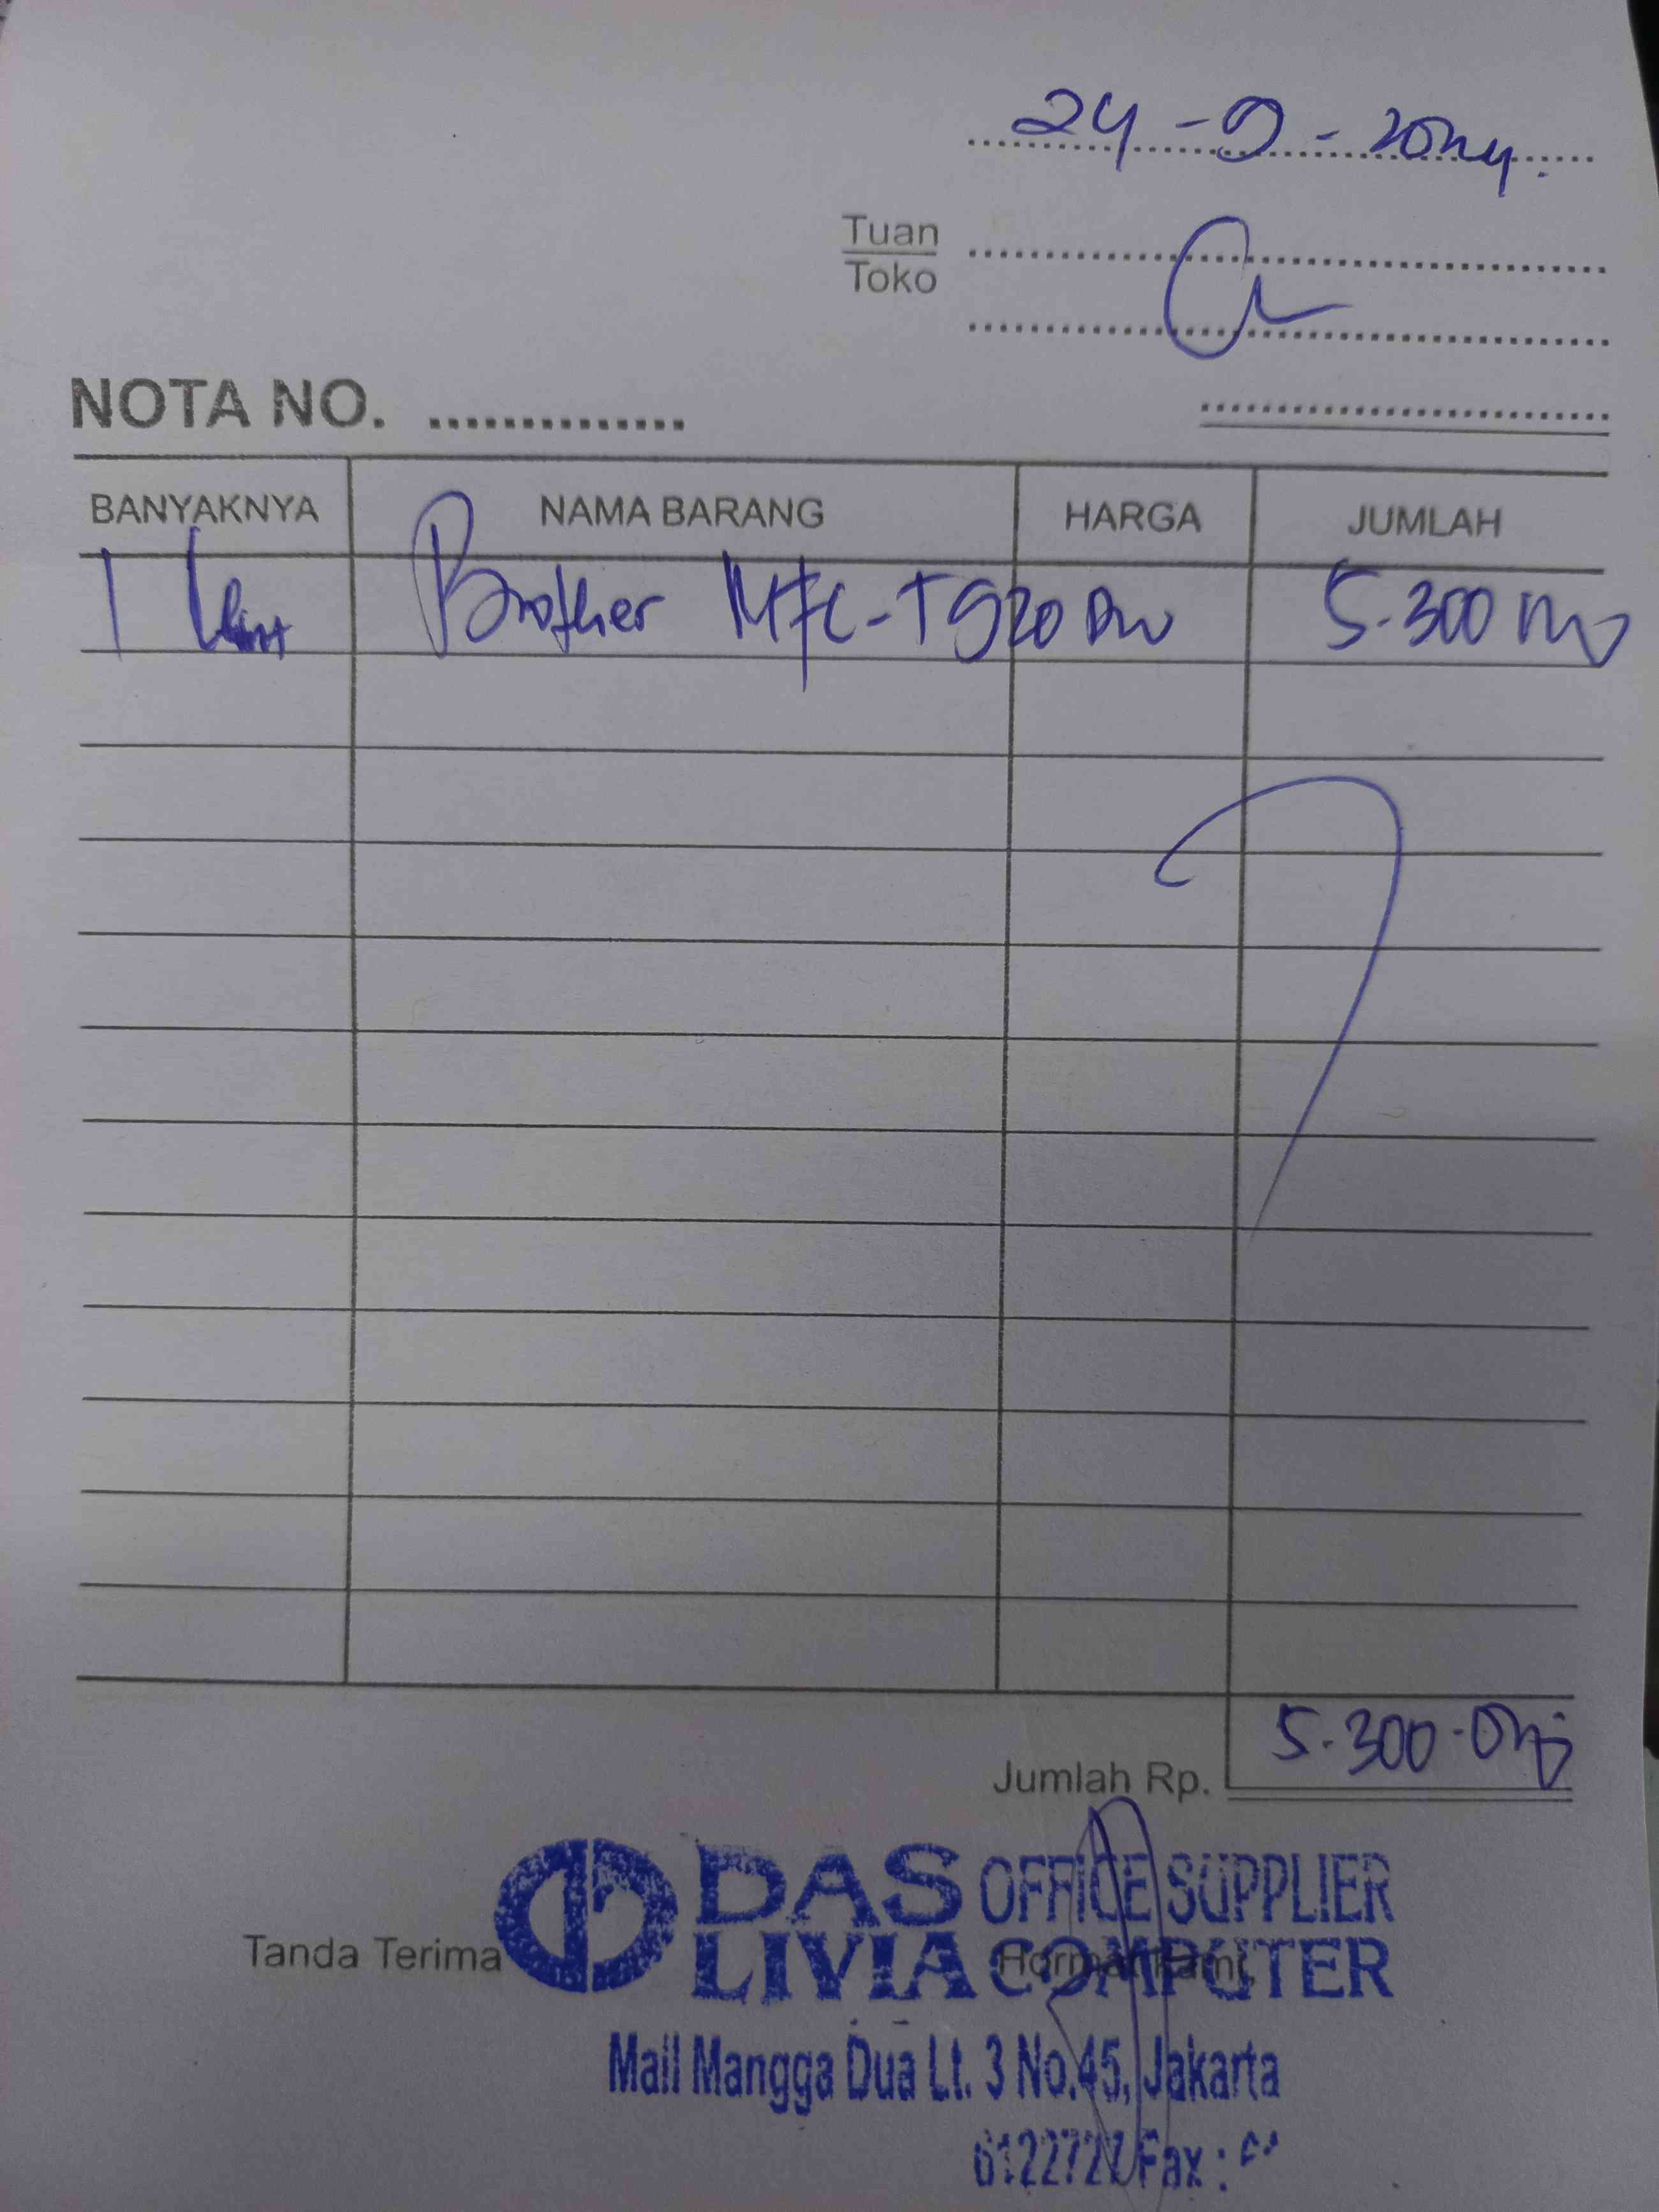 24-9-2024.
Tuan
Toko
NOTA NO. ..............
BANYAKNYA NAMA BARANG HARGA JUMLAH
1 Unit Brother MFC-T920DW 5.300.000
Jumlah Rp. 5.300.000
DAS OFFICE SUPPLIER
Tanda Terima LIVIA COMPUTER
Hormat kami,
Mall Mangga Dua Lt. 3 No.45, Jakarta
6122727 Fax :